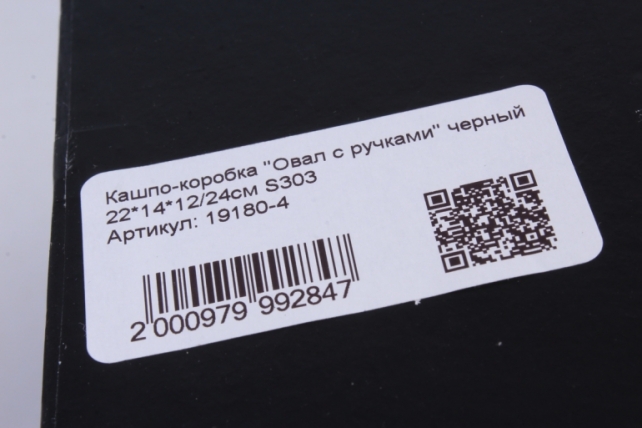 Кашпо-коробка "Овал с ручками" черный
22*14*12/24см S303
Артикул: 19180-4
2 000979 992847